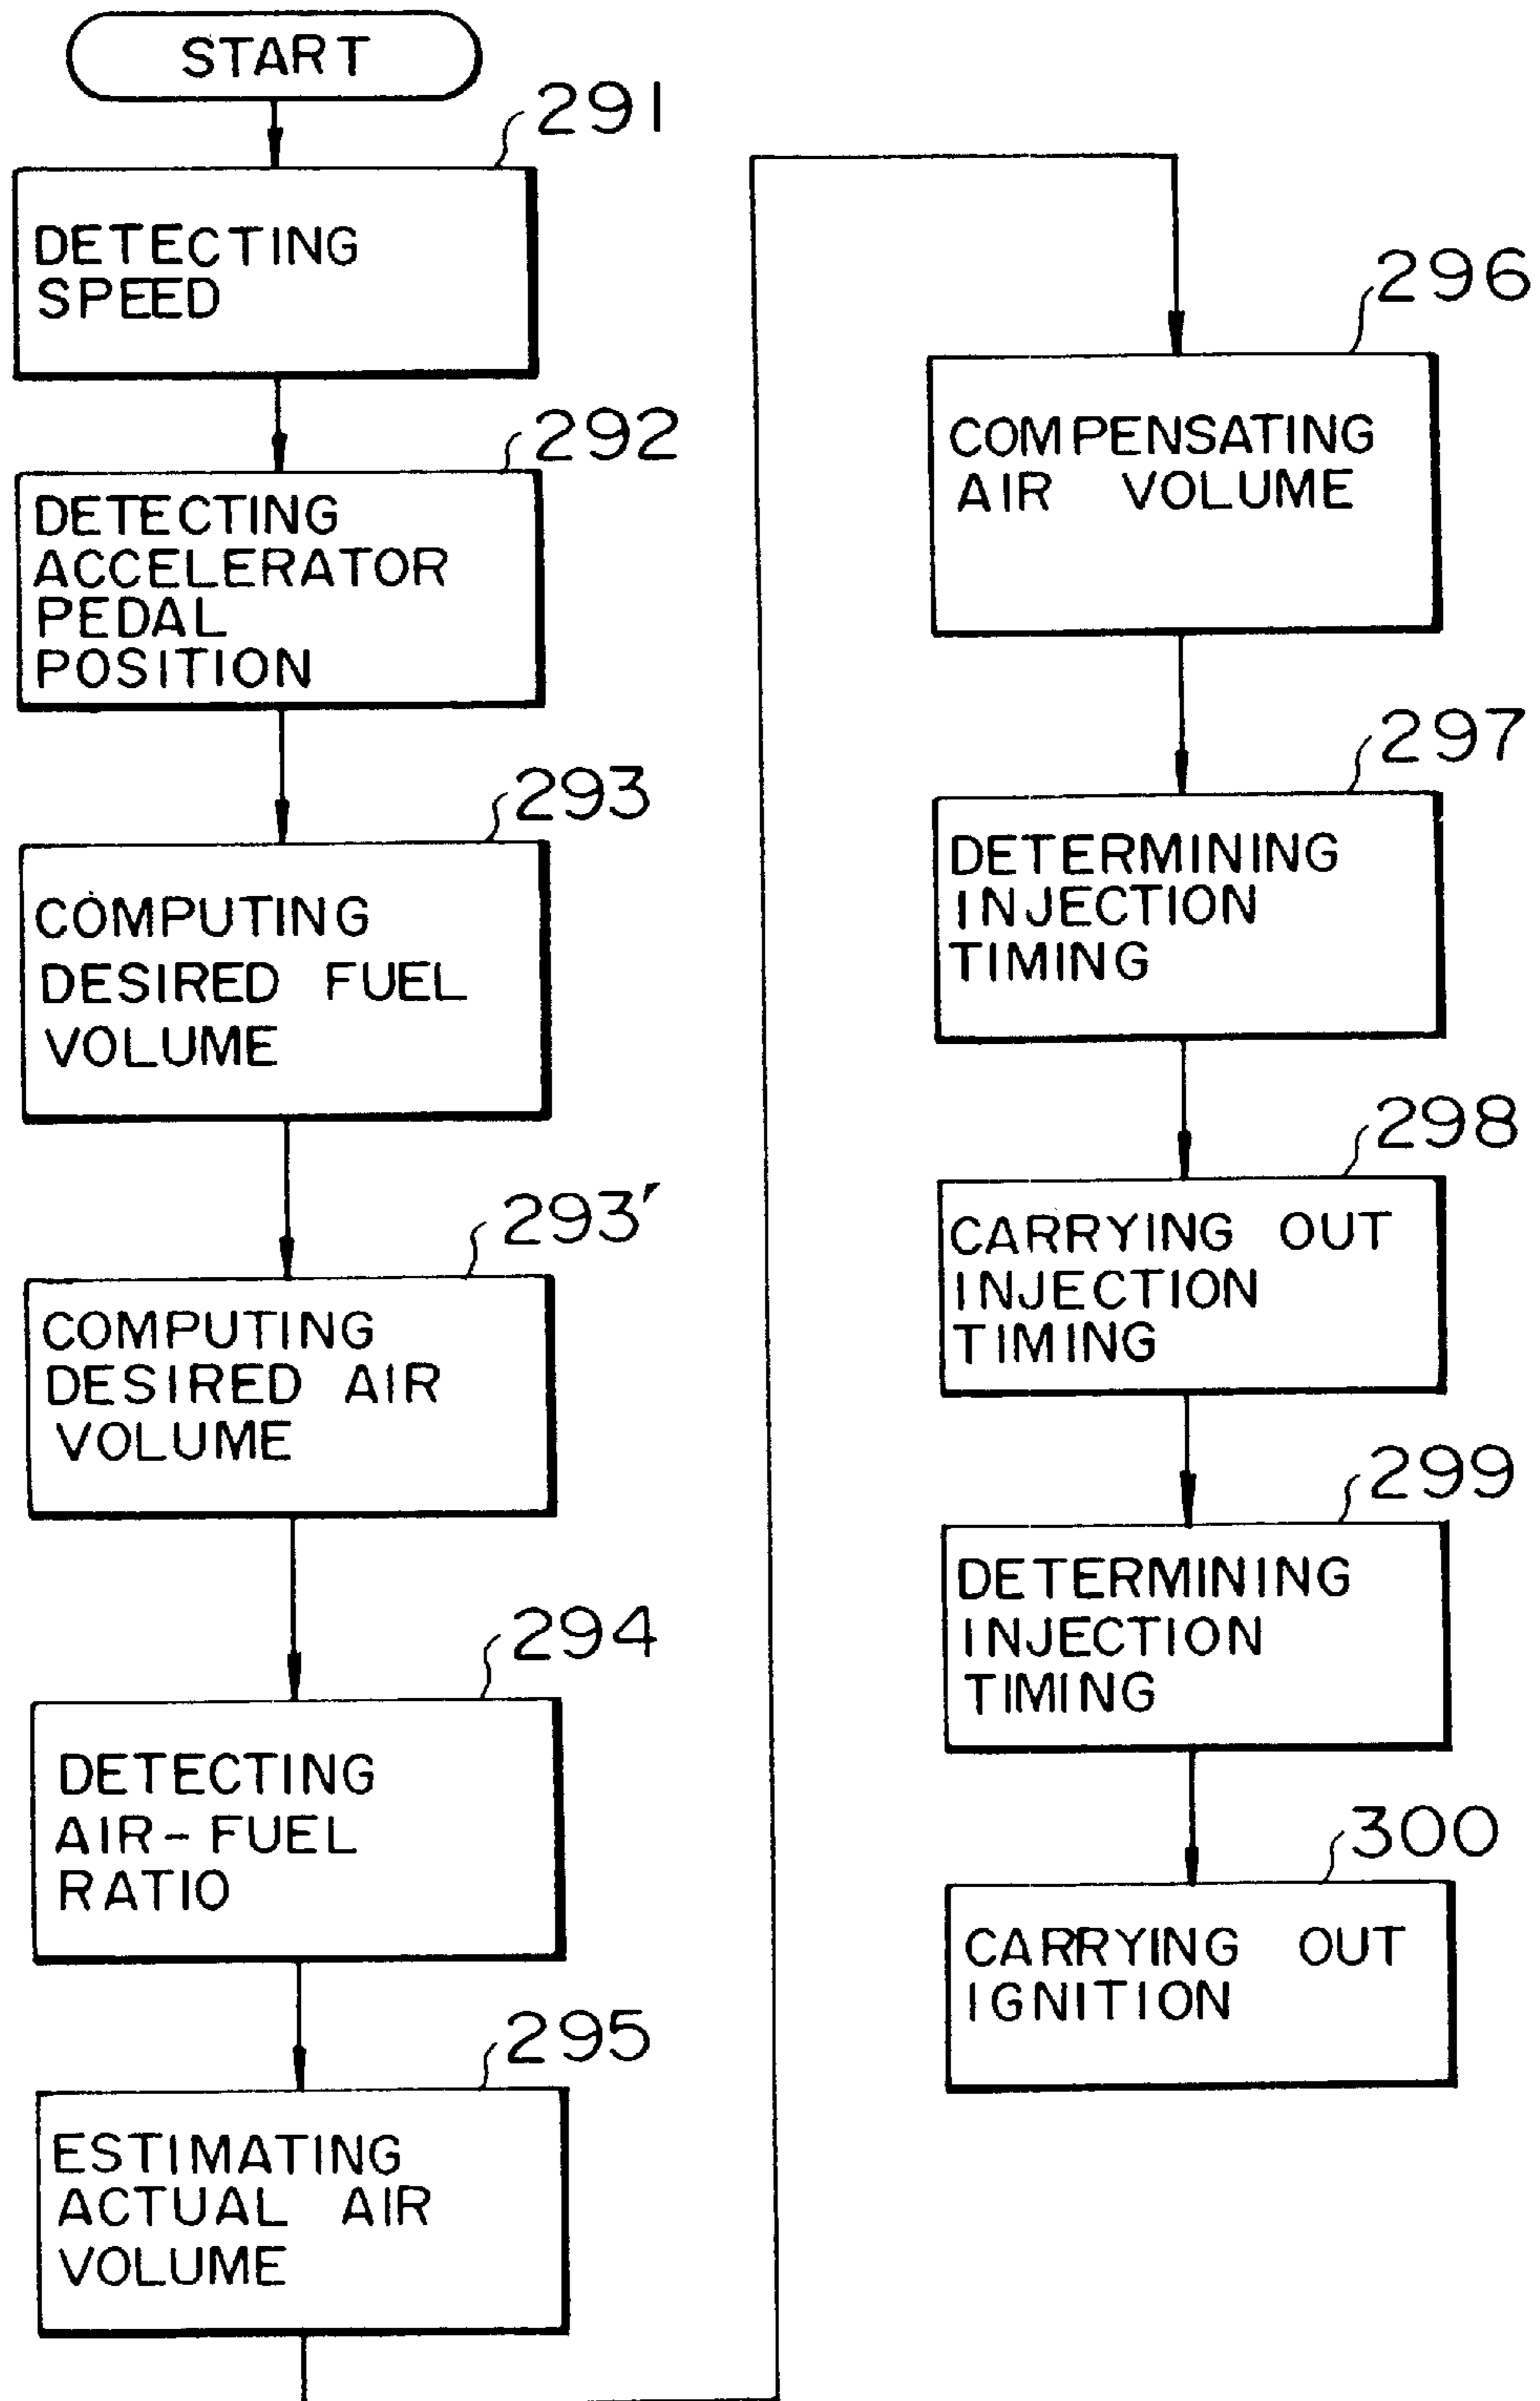 START
291
DETECTING
SPEED
292
DETECTING
ACCELERATOR
PEDAL
POSITION
293
COMPUTING
DESIRED FUEL
VOLUME
293'
COMPUTING
DESIRED AIR
VOLUME
294
DETECTING
AIR-FUEL
RATIO
295
ESTIMATING
ACTUAL AIR
VOLUME
296
COMPENSATING
AIR VOLUME
297
DETERMINING
INJECTION
TIMING
298
CARRYING OUT
INJECTION
TIMING
299
DETERMINING
INJECTION
TIMING
300
CARRYING OUT
IGNITION